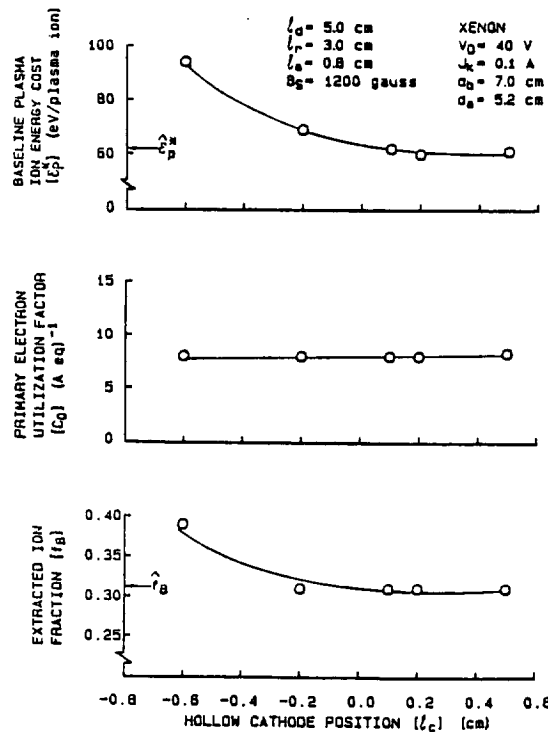 ℓd= 5.0 cm
ℓr= 3.0 cm
ℓa= 0.8 cm
BS= 1200 gauss
XENON
VD= 40 V
JK= 0.1 A
αb= 7.0 cm
da= 5.2 cm
BASELINE PLASMA
ION ENERGY COST
[ε*p] (eV/plasma ion)
100
80
60
0
ε̂*p
PRIMARY ELECTRON
UTILIZATION FACTOR
[C0] (A eq)⁻¹
15
10
5
0
EXTRACTED ION
FRACTION [fB]
0.40
0.35
0.30
0.25
f̂B
-0.8 -0.6 -0.4 -0.2 0.0 0.2 0.4 0.6 0.8
HOLLOW CATHODE POSITION [ℓc] (cm)